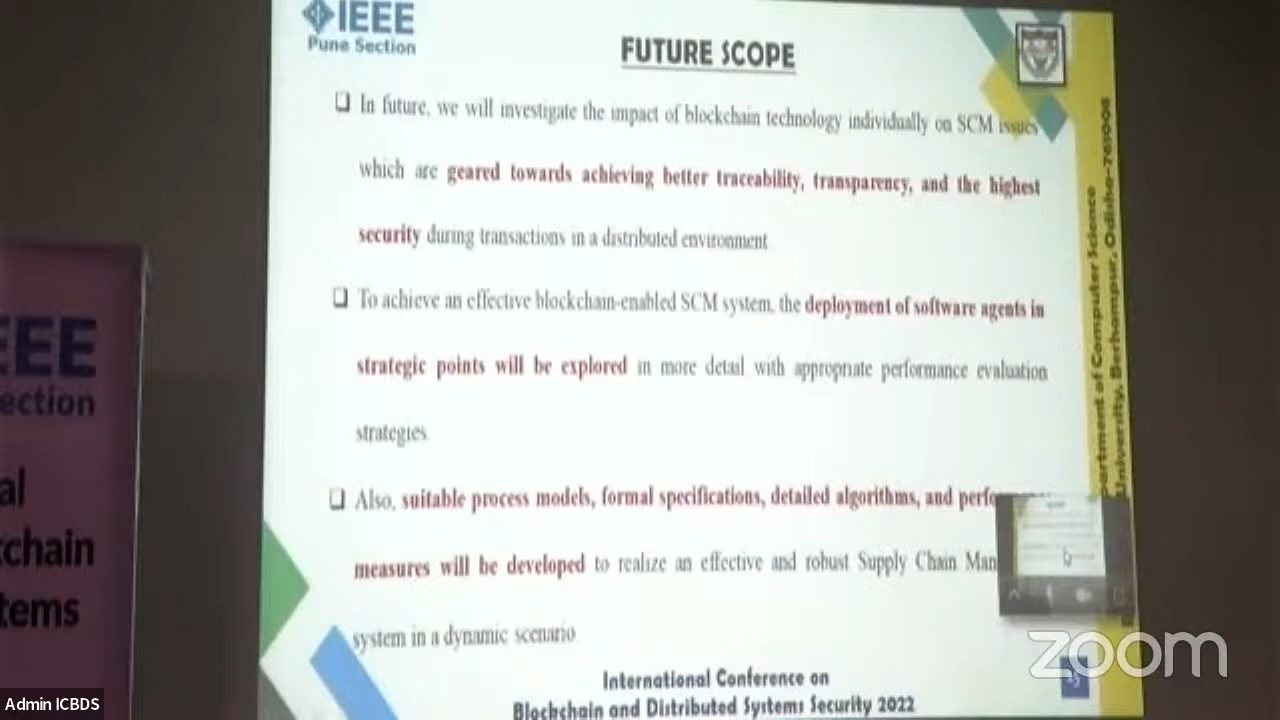 IEEE
Pune Section
FUTURE SCOPE
❑ In future, we will investigate the impact of blockchain technology individually on SCM issues
which are geared towards achieving better traceability, transparency, and the highest
security during transactions in a distributed environment
❑ To achieve an effective blockchain-enabled SCM system, the deployment of software agents in
strategic points will be explored in more detail with appropriate performance evaluation
strategies
❑ Also, suitable process models, formal specifications, detailed algorithms, and perfo
measures will be developed to realize an effective and robust Supply Chain Man
system in a dynamic scenario
International Conference on
Blockchain and Distributed Systems Security 2022
partment of Computer Science
University, Berhampur, Odisha-761008
EEE
ection
al
chain
tems
zoom
Admin ICBDS